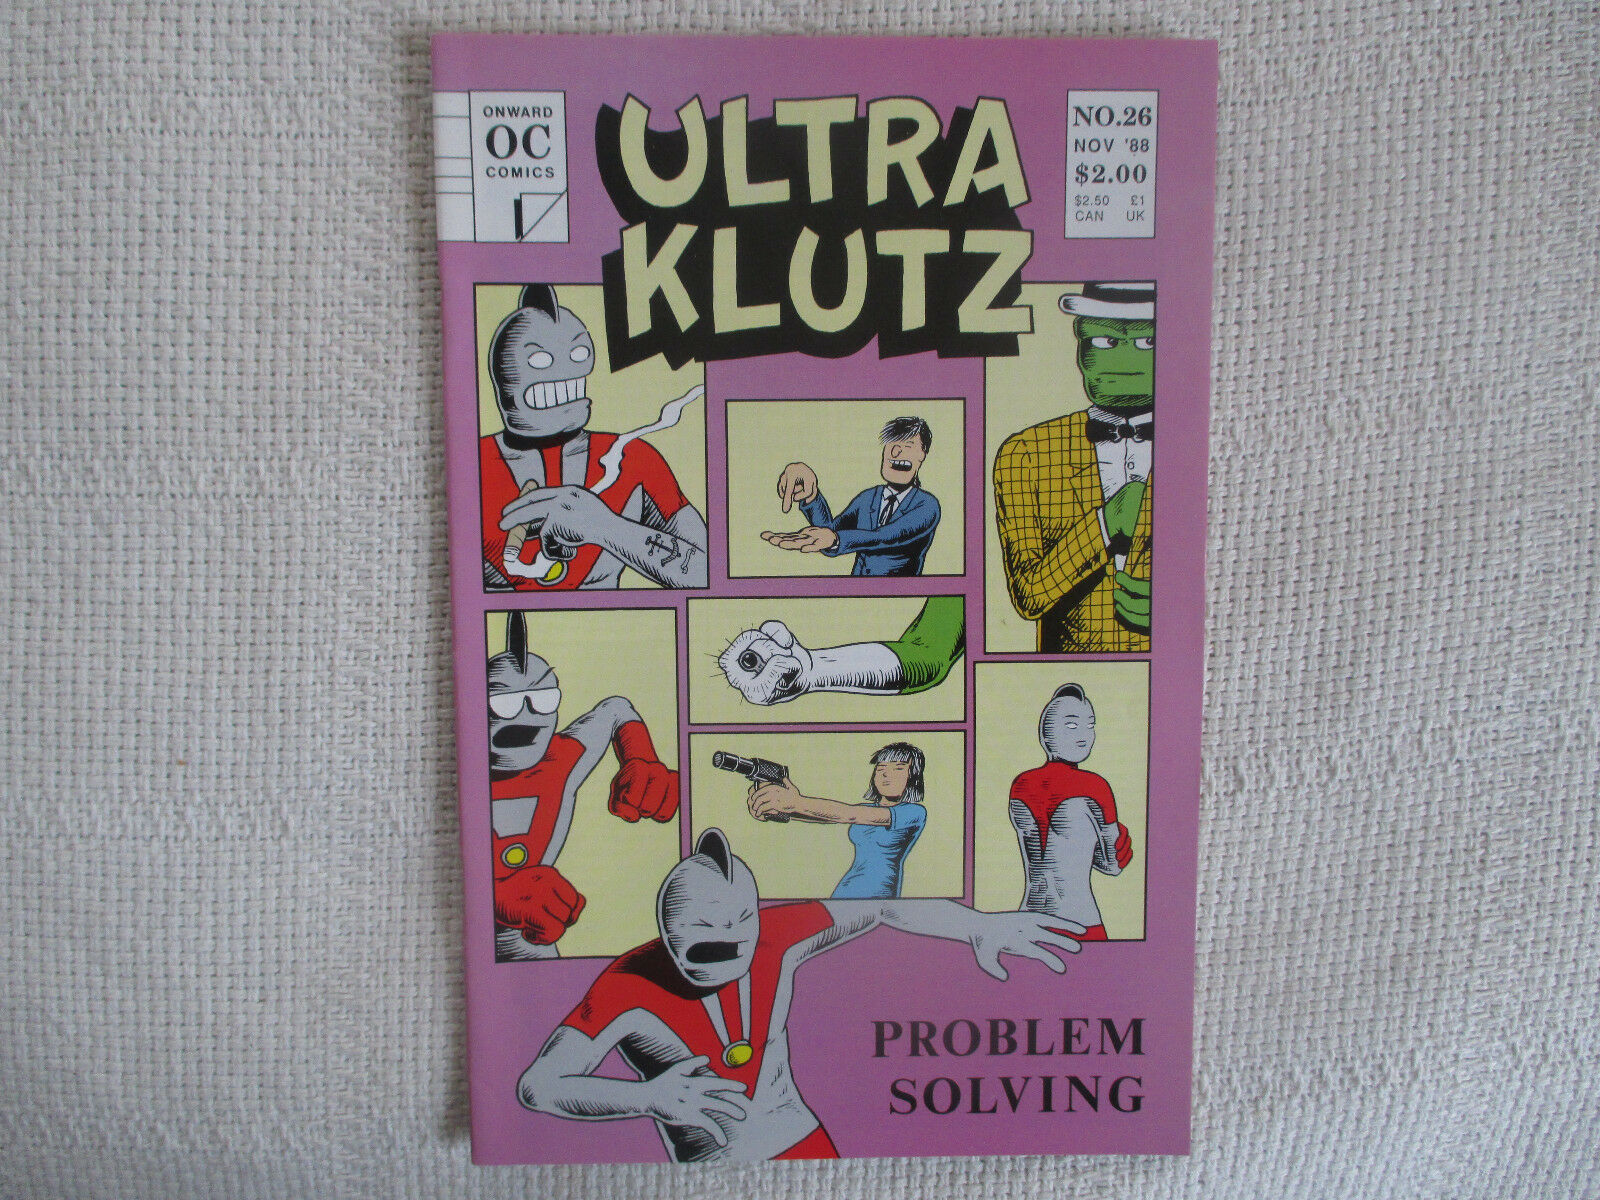 ONWARD
OC
COMICS
ULTRA
KLUTZ
NO.26
NOV '88
$2.00
$2.50 £1
CAN UK
PROBLEM
SOLVING